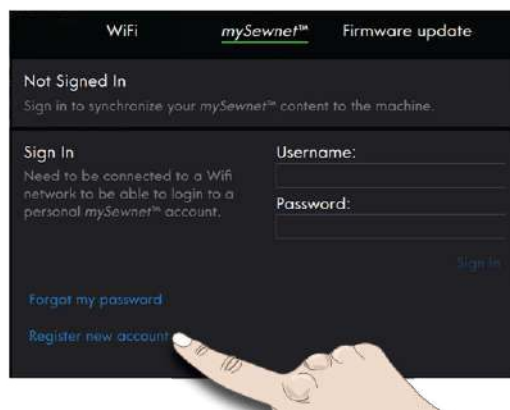 WiFi mySewnet™ Firmware update
Not Signed In
Sign in to synchronize your mySewnet™ content to the machine.
Sign In
Need to be connected to a Wifi
network to be able to login to a
personal mySewnet™ account.
Username:
Password:
Sign In
Forgot my password
Register new account